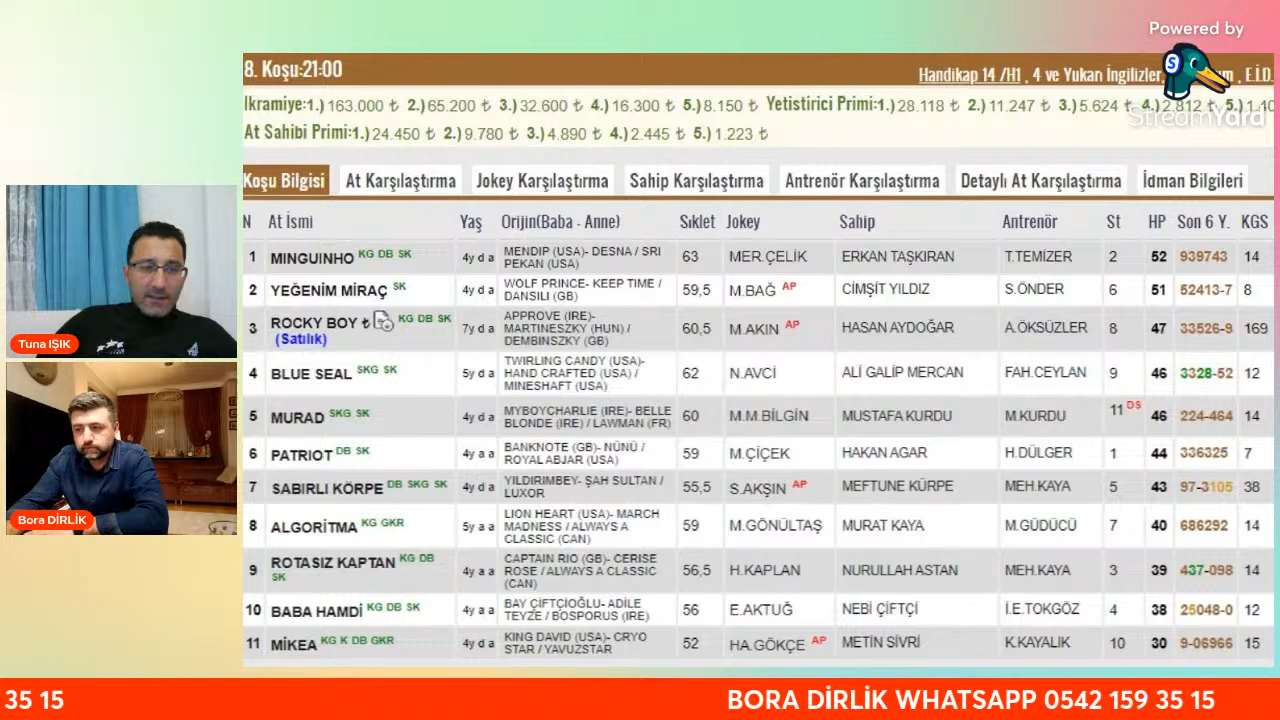 Powered by
StreamYard
8. Koşu:21:00
Handikap 14 /H1 , 4 ve Yukarı İngilizler, , E.İ.D.
Ikramiye:1.) 163.000 ₺ 2.) 65.200 ₺ 3.) 32.600 ₺ 4.) 16.300 ₺ 5.) 8.150 ₺ Yetistirici Primi:1.) 28.118 ₺ 2.) 11.247 ₺ 3.) 5.624 ₺ 4.) 2.812 ₺ 5.) 1.40
At Sahibi Primi:1.) 24.450 ₺ 2.) 9.780 ₺ 3.) 4.890 ₺ 4.) 2.445 ₺ 5.) 1.223 ₺
Koşu Bilgisi At Karşılaştırma Jokey Karşılaştırma Sahip Karşılaştırma Antrenör Karşılaştırma Detaylı At Karşılaştırma İdman Bilgileri
N At İsmi Yaş Orijin(Baba - Anne) Sıklet Jokey Sahip Antrenör St HP Son 6 Y. KGS
1 MINGUINHO KG DB SK 4y d a MENDIP (USA)- DESNA / SRI PEKAN (USA) 63 MER.ÇELİK ERKAN TAŞKIRAN T.TEMİZER 2 52 939743 14
2 YEĞENİM MİRAÇ SK 4y d a WOLF PRINCE- KEEP TIME / DANSILI (GB) 59,5 M.BAĞ AP CİMŞİT YILDIZ S.ÖNDER 6 51 52413-7 8
3 ROCKY BOY ₺ KG DB SK (Satılık) 7y d a APPROVE (IRE)- MARTINESZKY (HUN) / DEMBINSZKY (GB) 60,5 M.AKIN AP HASAN AYDOĞAR A.ÖKSÜZLER 8 47 33526-9 169
4 BLUE SEAL SKG SK 5y d a TWIRLING CANDY (USA)- HAND CRAFTED (USA) / MINESHAFT (USA) 62 N.AVCİ ALİ GALİP MERCAN FAH.CEYLAN 9 46 3328-52 12
5 MURAD SKG SK 4y d a MYBOYCHARLIE (IRE)- BELLE BLONDE (IRE) / LAWMAN (FR) 60 M.M.BİLGİN MUSTAFA KURDU M.KURDU 11 DS 46 224-464 14
6 PATRIOT DB SK 4y a a BANKNOTE (GB)- NÜNÜ / ROYAL ABJAR (USA) 59 M.ÇİÇEK HAKAN AGAR H.DÜLGER 1 44 336325 7
7 SABIRLI KÖRPE DB SKG SK 4y d a YILDIRIMBEY- ŞAH SULTAN / LUXOR 55,5 S.AKŞIN AP MEFTUNE KÜRPE MEH.KAYA 5 43 97-3105 38
8 ALGORİTMA KG GKR 5y a a LION HEART (USA)- MARCH MADNESS / ALWAYS A CLASSIC (CAN) 59 M.GÖNÜLTAŞ MURAT KAYA M.GÜDÜCÜ 7 40 686292 14
9 ROTASIZ KAPTAN KG DB SK 4y a a CAPTAIN RIO (GB)- CERISE ROSE / ALWAYS A CLASSIC (CAN) 56,5 H.KAPLAN NURULLAH ASTAN MEH.KAYA 3 39 437-098 14
10 BABA HAMDİ KG DB SK 4y a a BAY ÇİFTÇİOĞLU- ADİLE TEYZE / BOSPORUS (IRE) 56 E.AKTUĞ NEBİ ÇİFTÇİ İ.E.TOKGÖZ 4 38 25048-0 12
11 MİKEA KG K DB GKR 4y d a KING DAVID (USA)- CRYO STAR / YAVUZSTAR 52 HA.GÖKÇE AP METİN SİVRİ K.KAYALIK 10 30 9-06966 15
Tuna IŞIK
Bora DİRLİK
35 15 BORA DİRLİK WHATSAPP 0542 159 35 15